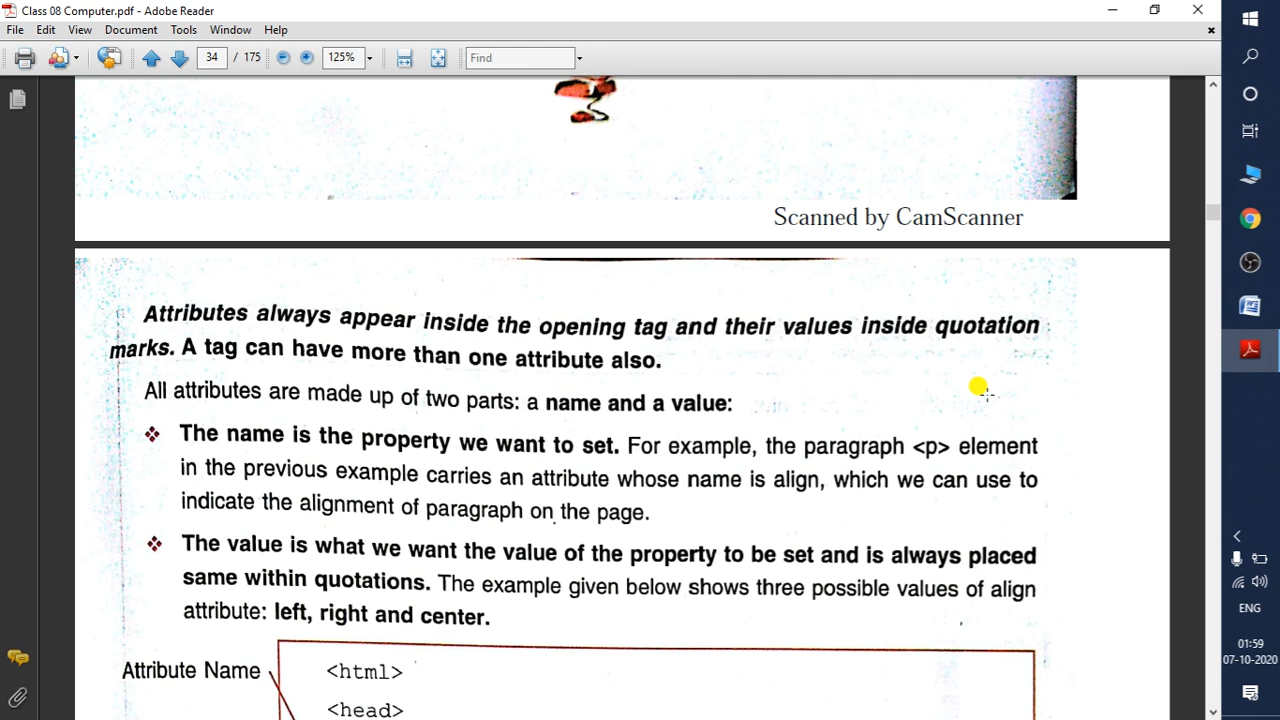 Class 08 Computer.pdf - Adobe Reader
File Edit View Document Tools Window Help
34 / 175 125% Find
Scanned by CamScanner
Attributes always appear inside the opening tag and their values inside quotation
marks. A tag can have more than one attribute also.
All attributes are made up of two parts: a name and a value:
❖ The name is the property we want to set. For example, the paragraph <p> element
in the previous example carries an attribute whose name is align, which we can use to
indicate the alignment of paragraph on the page.
❖ The value is what we want the value of the property to be set and is always placed
same within quotations. The example given below shows three possible values of align
attribute: left, right and center.
Attribute Name <html>
<head>
ENG
01:59
07-10-2020